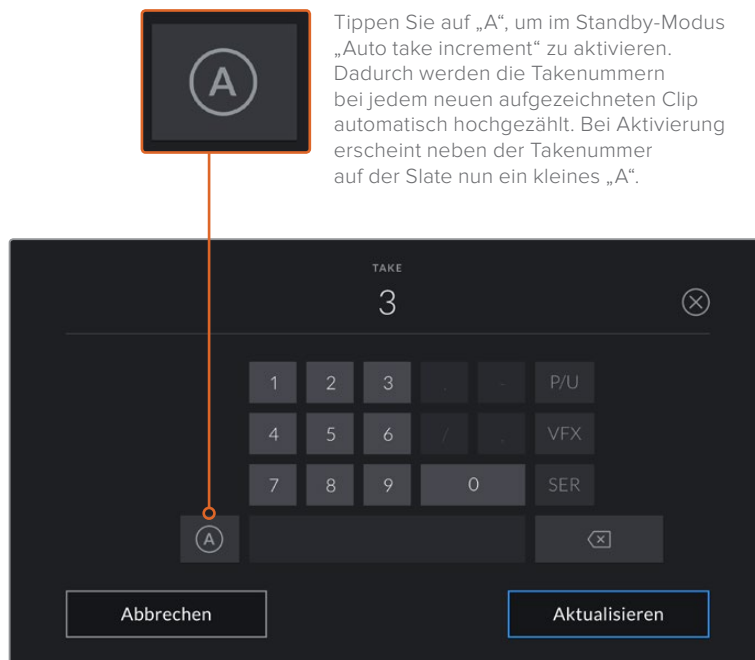 A
Tippen Sie auf „A“, um im Standby-Modus
„Auto take increment“ zu aktivieren.
Dadurch werden die Takenummern
bei jedem neuen aufgezeichneten Clip
automatisch hochgezählt. Bei Aktivierung
erscheint neben der Takenummer
auf der Slate nun ein kleines „A“.
TAKE
3
1 2 3 - P/U
4 5 6 / VFX
7 8 9 0 SER
A
Abbrechen Aktualisieren